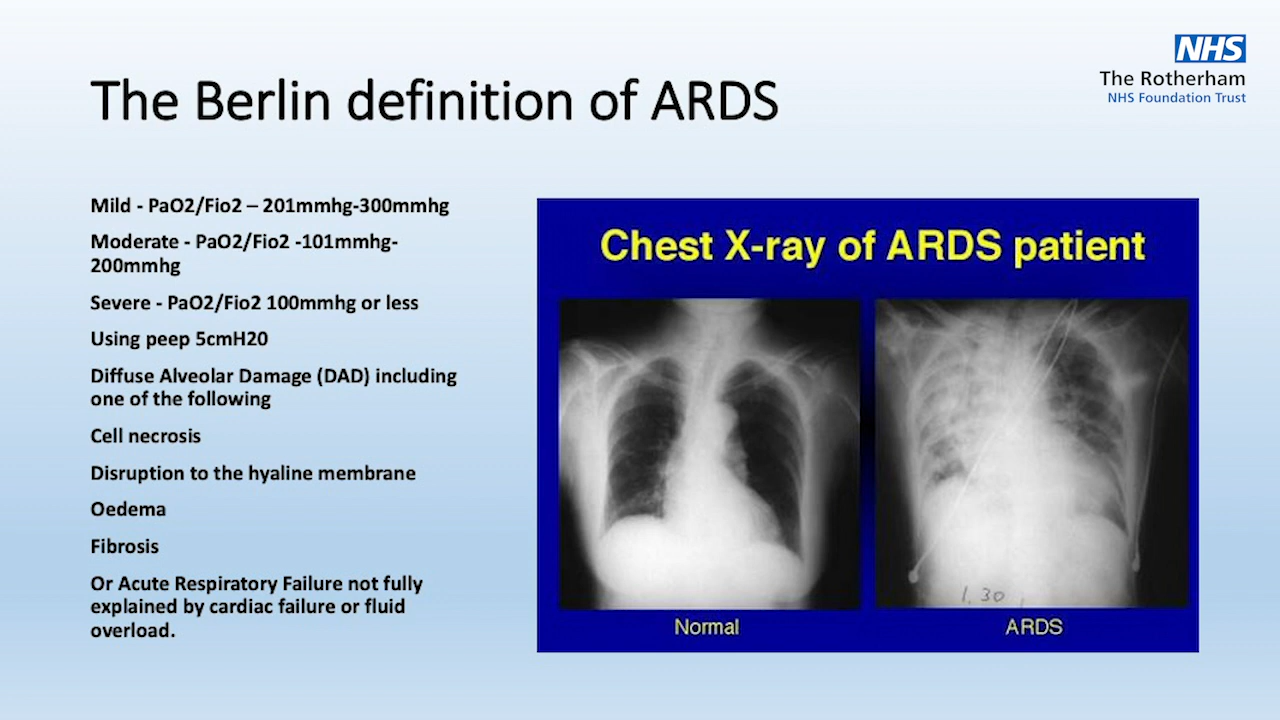 The Berlin definition of ARDS
NHS
The Rotherham
NHS Foundation Trust
Mild - PaO2/Fio2 – 201mmhg-300mmhg
Moderate - PaO2/Fio2 -101mmhg-
200mmhg
Severe - PaO2/Fio2 100mmhg or less
Using peep 5cmH20
Diffuse Alveolar Damage (DAD) including
one of the following
Cell necrosis
Disruption to the hyaline membrane
Oedema
Fibrosis
Or Acute Respiratory Failure not fully
explained by cardiac failure or fluid
overload.
Chest X-ray of ARDS patient
1.30
Normal
ARDS